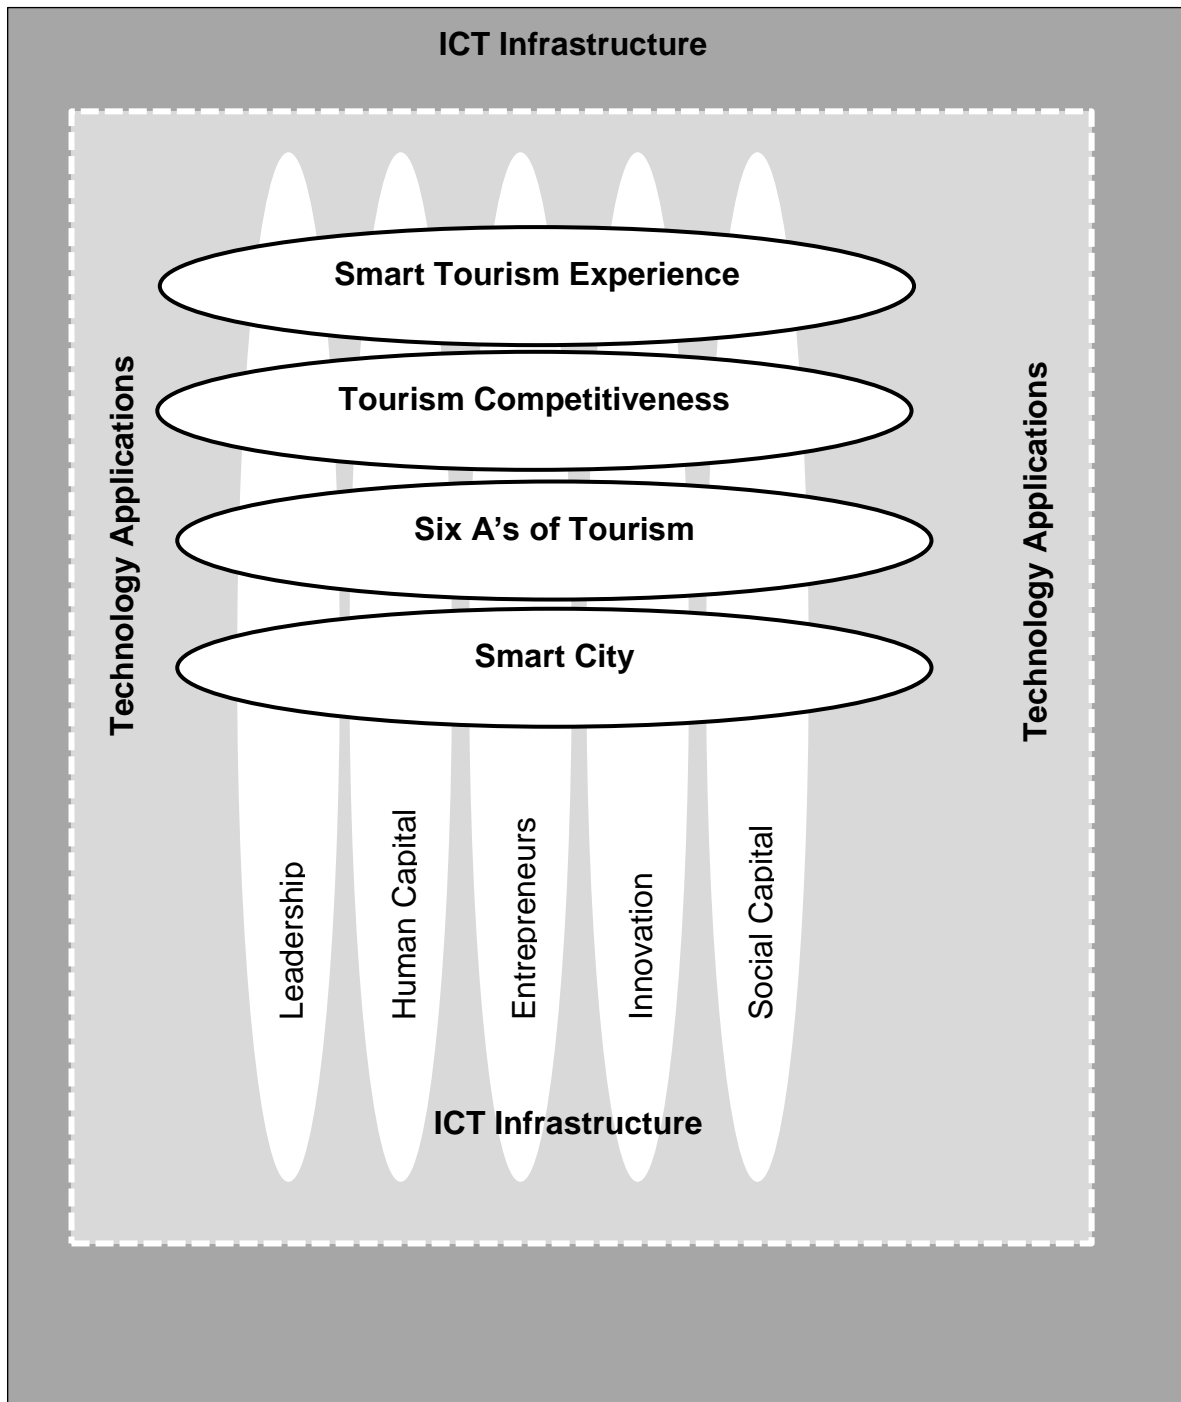 ICT Infrastructure
Smart Tourism Experience
Tourism Competitiveness
Six A’s of Tourism
Smart City
Technology Applications
Technology Applications
Leadership
Human Capital
Entrepreneurs
Innovation
Social Capital
ICT Infrastructure